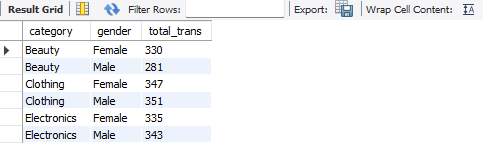 Result Grid Filter Rows: Export: Wrap Cell Content:
category gender total_trans
Beauty Female 330
Beauty Male 281
Clothing Female 347
Clothing Male 351
Electronics Female 335
Electronics Male 343